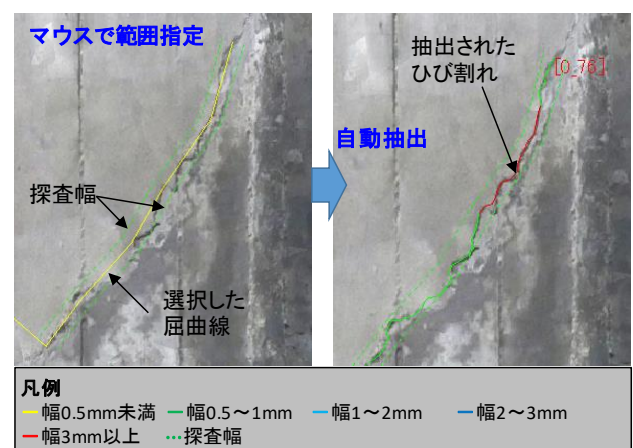 マウスで範囲指定
探査幅
選択した
屈曲線
自動抽出
抽出された
ひび割れ
[0.76]
凡例
幅0.5mm未満 幅0.5～1mm 幅1～2mm 幅2～3mm
幅3mm以上 探査幅